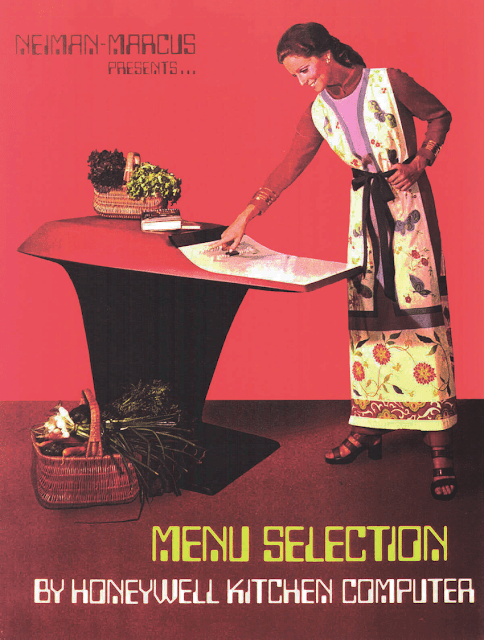 NEIMAN-MARCUS
PRESENTS...
MENU SELECTION
BY HONEYWELL KITCHEN COMPUTER